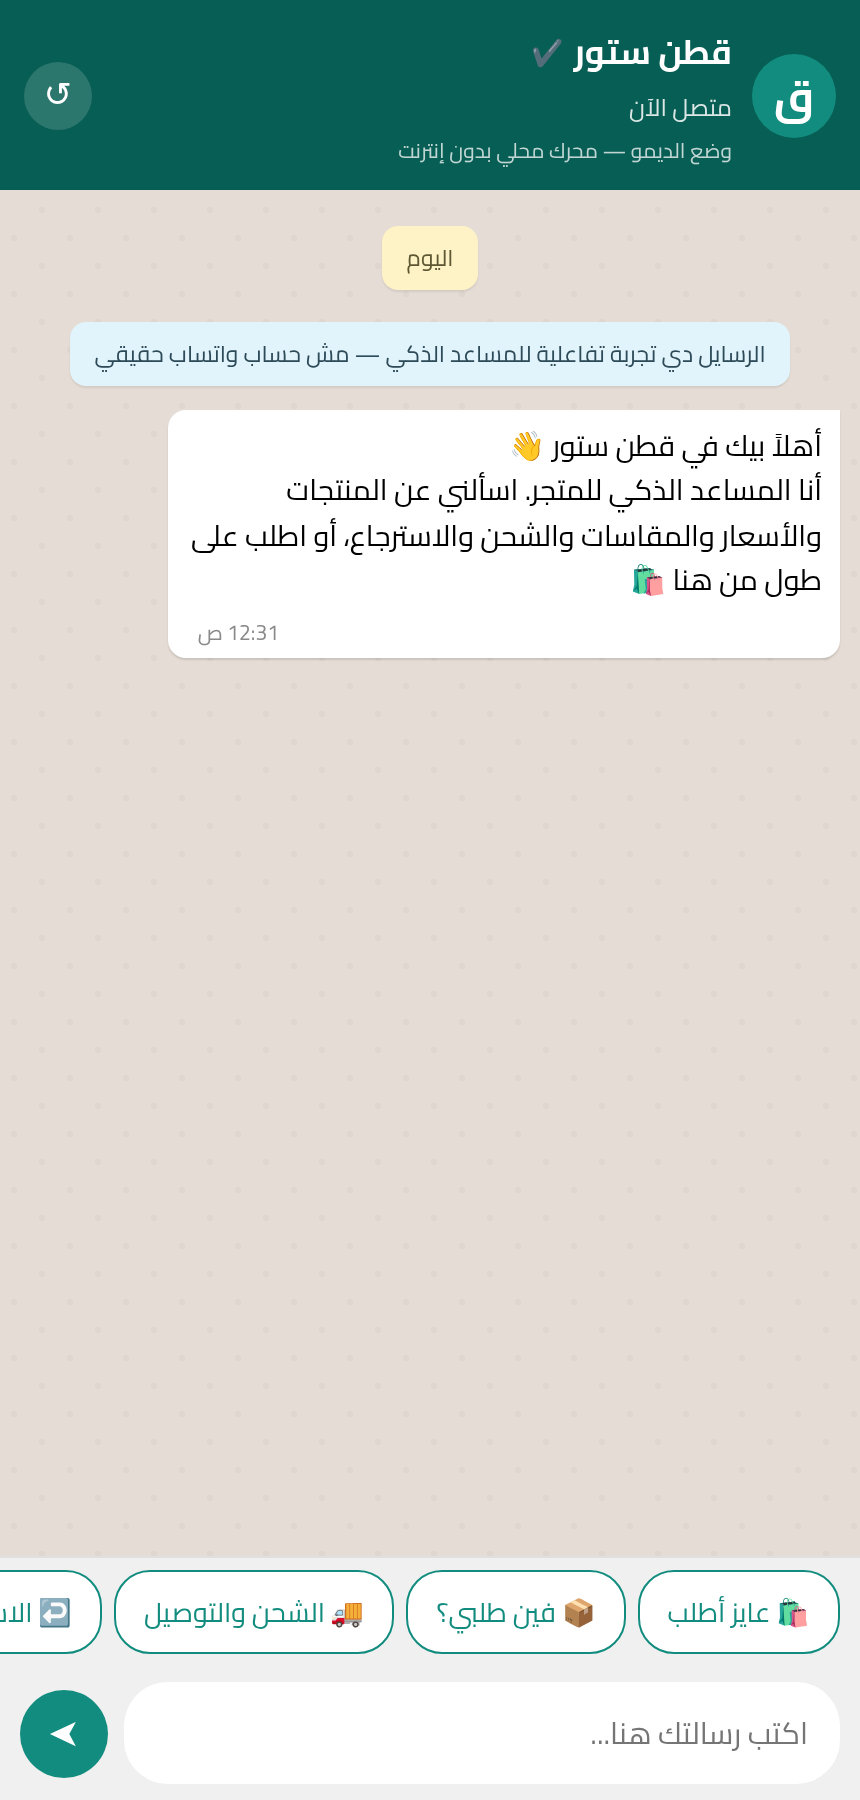 ق
قطن ستور ✔️
متصل الآن
وضع الديمو — محرك محلي بدون إنترنت
اليوم
الرسايل دي تجربة تفاعلية للمساعد الذكي — مش حساب واتساب حقيقي
أهلاً بيك في قطن ستور 👋
أنا المساعد الذكي للمتجر. اسألني عن المنتجات
والأسعار والمقاسات والشحن والاسترجاع، أو اطلب على
طول من هنا 🛍️
12:31 ص
🛍️ عايز أطلب
📦 فين طلبي؟
🚚 الشحن والتوصيل
اكتب رسالتك هنا...